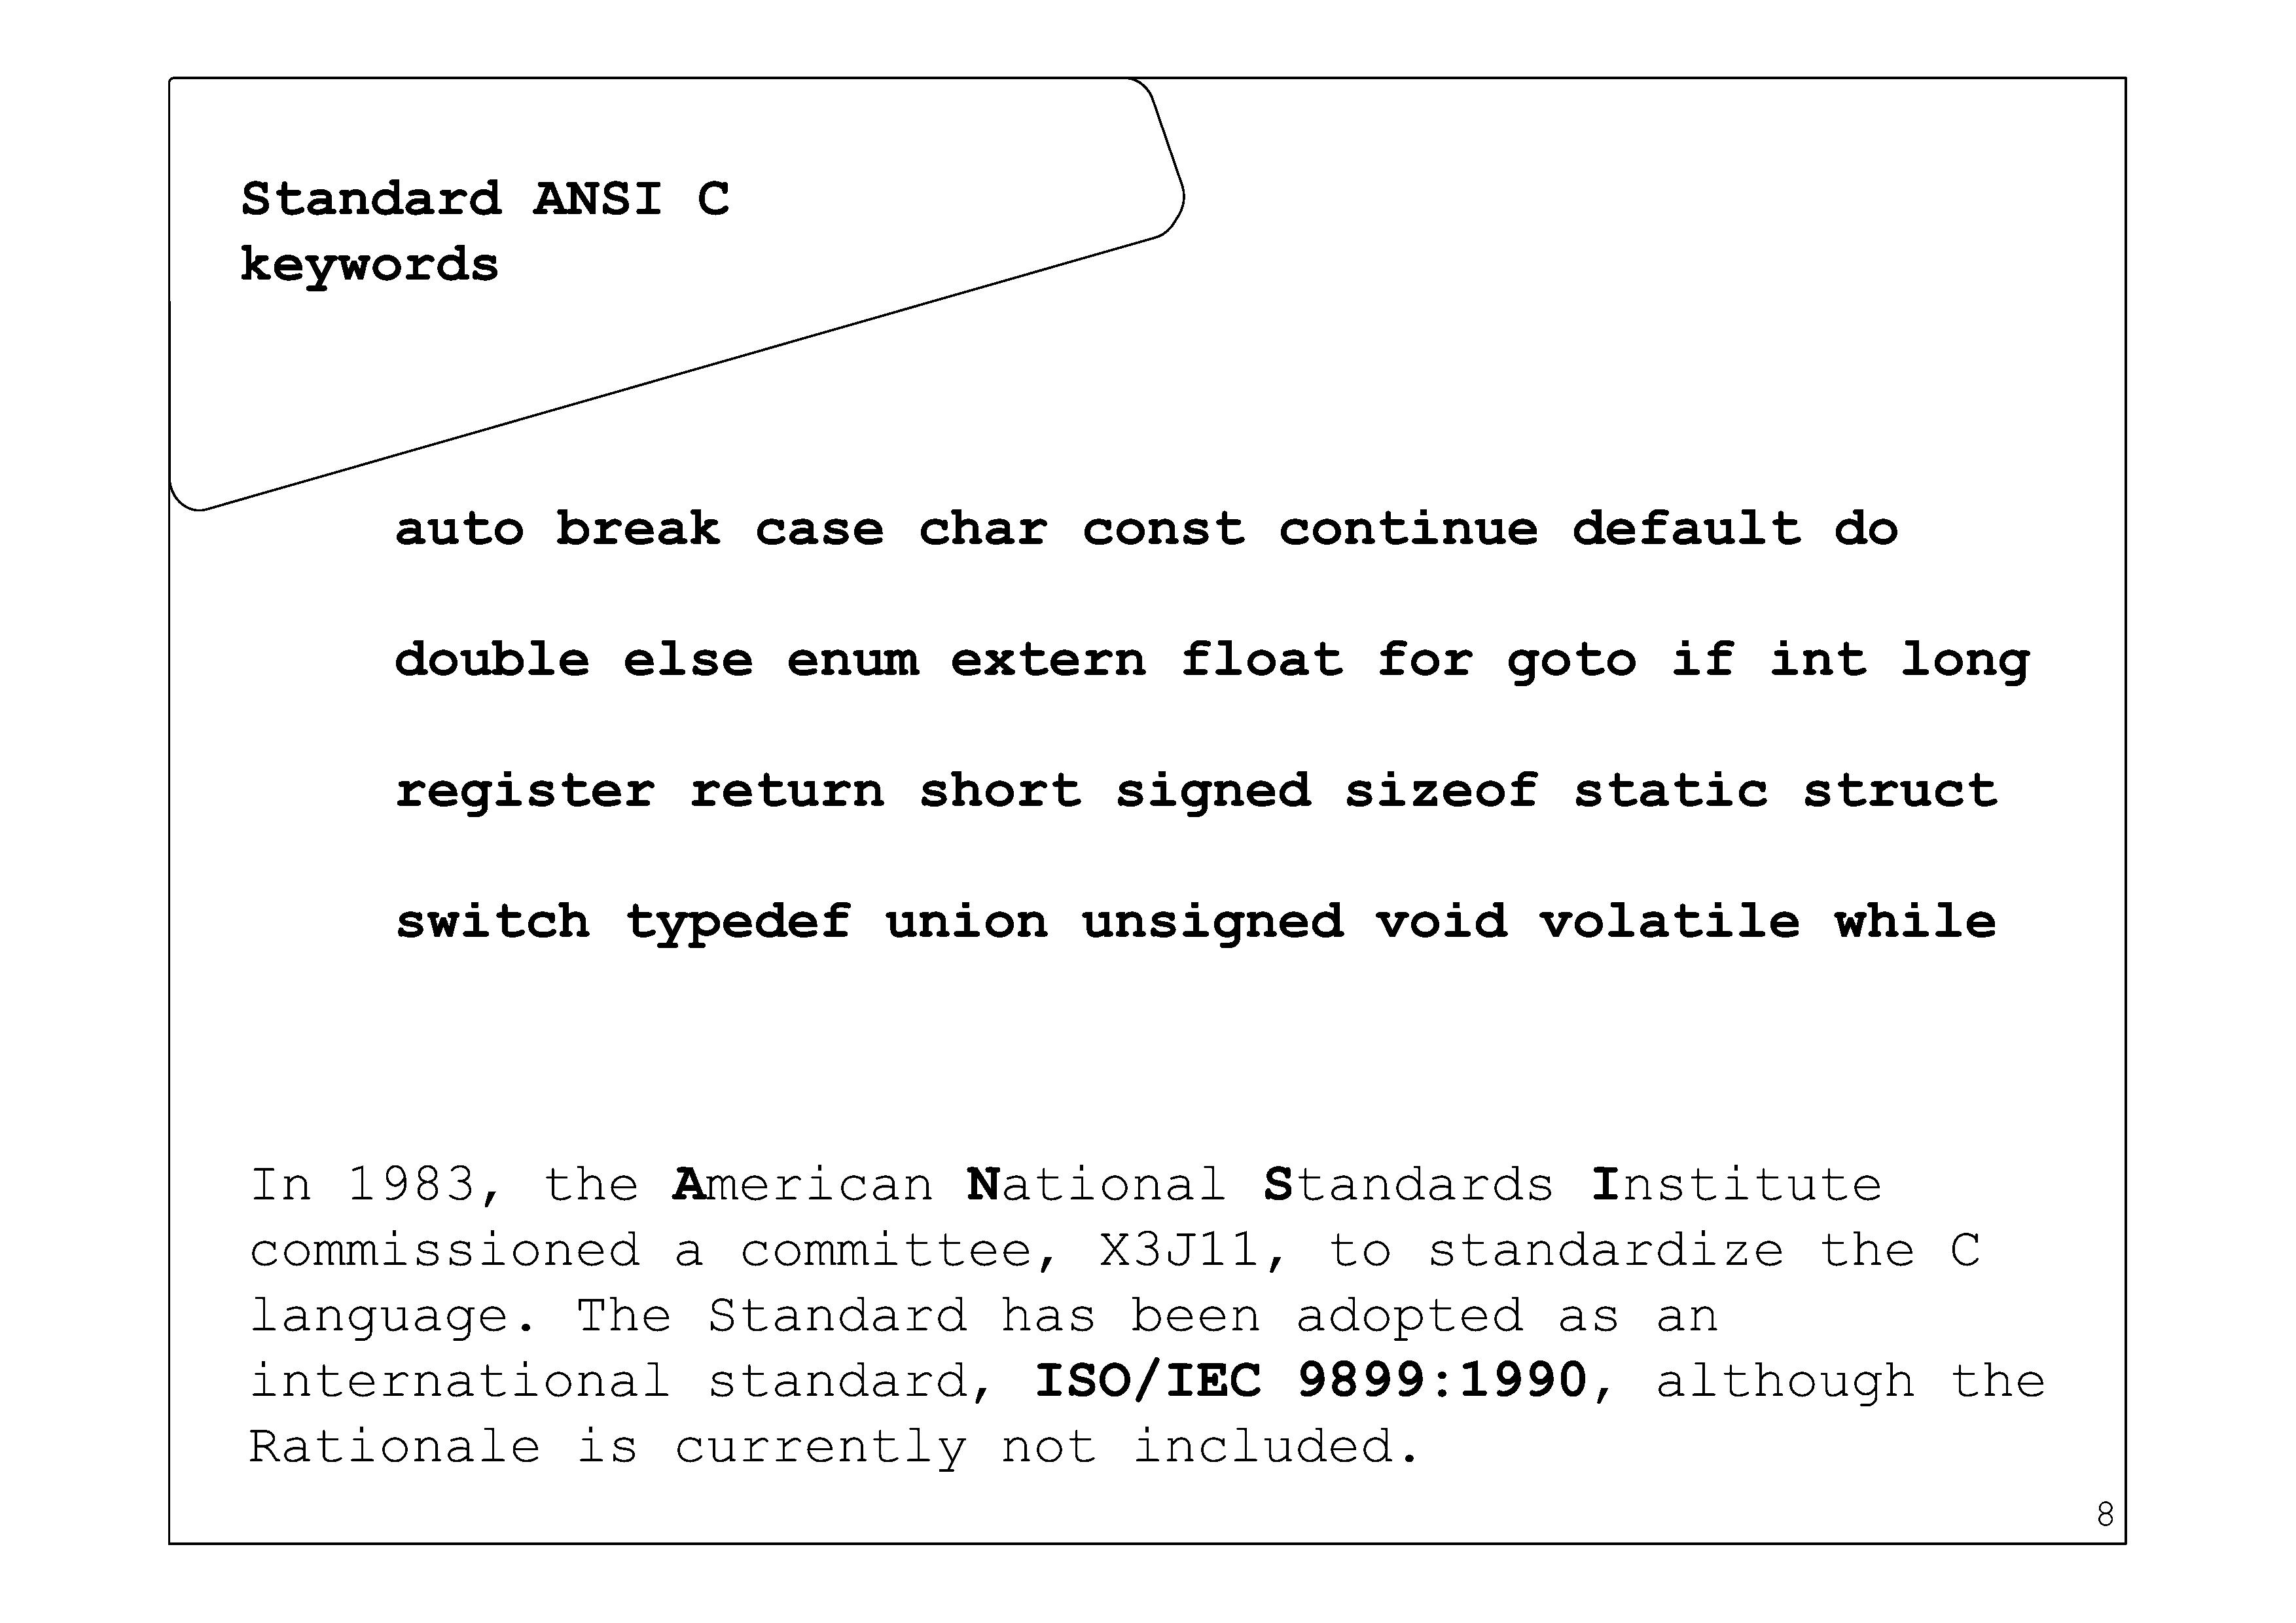 Standard ANSI C
keywords
auto break case char const continue default do
double else enum extern float for goto if int long
register return short signed sizeof static struct
switch typedef union unsigned void volatile while
In 1983, the American National Standards Institute
commissioned a committee, X3J11, to standardize the C
language. The Standard has been adopted as an
international standard, ISO/IEC 9899:1990, although the
Rationale is currently not included.
8